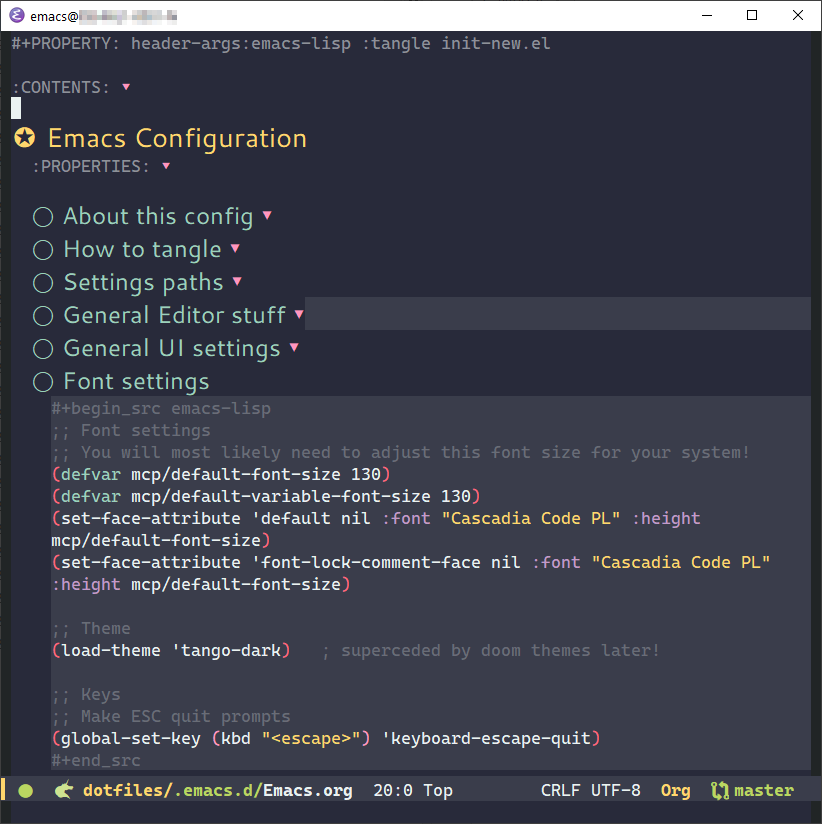 emacs@
#+PROPERTY: header-args:emacs-lisp :tangle init-new.el
:CONTENTS: ▼
✪ Emacs Configuration
:PROPERTIES: ▼
○ About this config ▼
○ How to tangle ▼
○ Settings paths ▼
○ General Editor stuff ▼
○ General UI settings ▼
○ Font settings
#+begin_src emacs-lisp
;; Font settings
;; You will most likely need to adjust this font size for your system!
(defvar mcp/default-font-size 130)
(defvar mcp/default-variable-font-size 130)
(set-face-attribute 'default nil :font "Cascadia Code PL" :height
mcp/default-font-size)
(set-face-attribute 'font-lock-comment-face nil :font "Cascadia Code PL"
:height mcp/default-font-size)
;; Theme
(load-theme 'tango-dark)   ; superceded by doom themes later!
;; Keys
;; Make ESC quit prompts
(global-set-key (kbd "<escape>") 'keyboard-escape-quit)
#+end_src
dotfiles/.emacs.d/Emacs.org  20:0 Top  CRLF UTF-8  Org  master